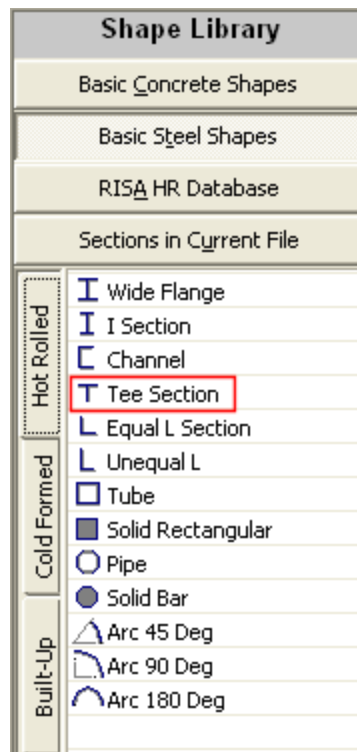 Shape Library
Basic Concrete Shapes
Basic Steel Shapes
RISA HR Database
Sections in Current File
Hot Rolled
Cold Formed
Built-Up
Wide Flange
I Section
Channel
Tee Section
Equal L Section
Unequal L
Tube
Solid Rectangular
Pipe
Solid Bar
Arc 45 Deg
Arc 90 Deg
Arc 180 Deg